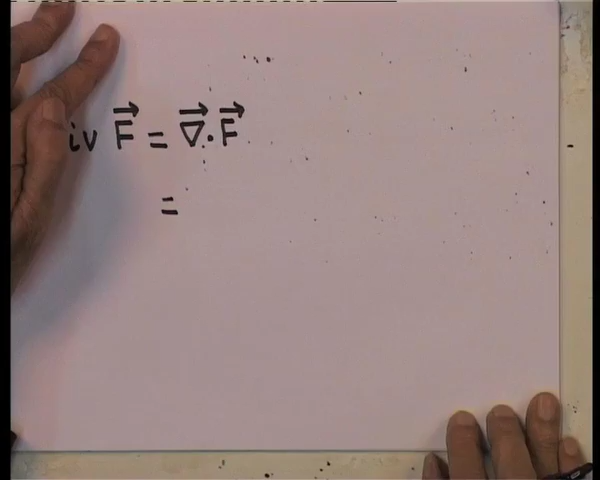 iv F⃗ = ∇⃗·F⃗
=